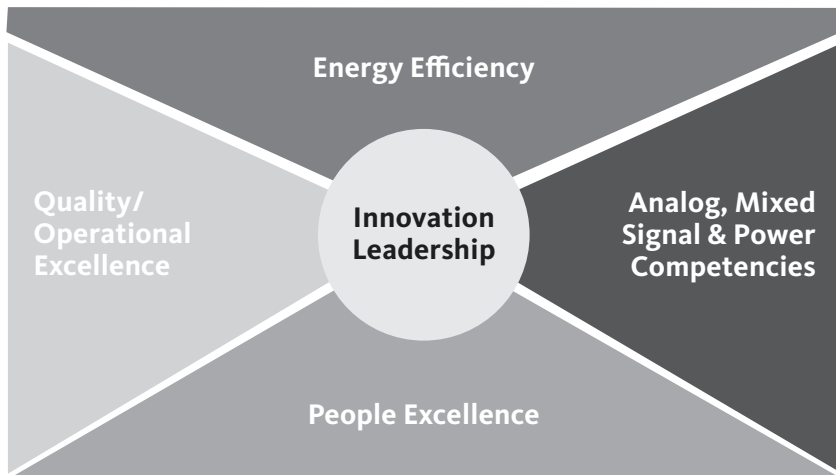 Energy Efficiency
Quality/
Operational
Excellence
Innovation
Leadership
Analog, Mixed
Signal & Power
Competencies
People Excellence